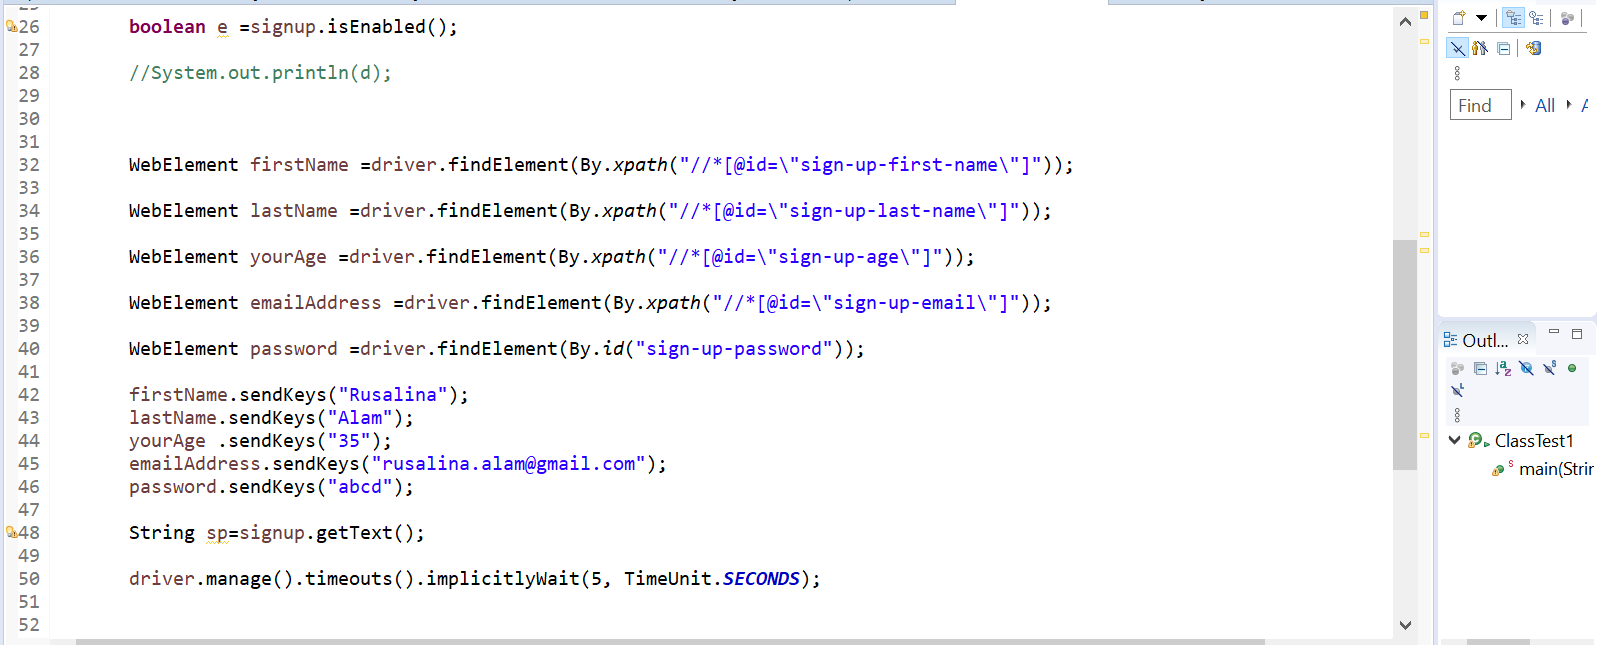 26 boolean e =signup.isEnabled();
27
28 //System.out.println(d);
29
30
31
32 WebElement firstName =driver.findElement(By.xpath("//*[@id=\"sign-up-first-name\"]"));
33
34 WebElement lastName =driver.findElement(By.xpath("//*[@id=\"sign-up-last-name\"]"));
35
36 WebElement yourAge =driver.findElement(By.xpath("//*[@id=\"sign-up-age\"]"));
37
38 WebElement emailAddress =driver.findElement(By.xpath("//*[@id=\"sign-up-email\"]"));
39
40 WebElement password =driver.findElement(By.id("sign-up-password"));
41
42 firstName.sendKeys("Rusalina");
43 lastName.sendKeys("Alam");
44 yourAge .sendKeys("35");
45 emailAddress.sendKeys("rusalina.alam@gmail.com");
46 password.sendKeys("abcd");
47
48 String sp=signup.getText();
49
50 driver.manage().timeouts().implicitlyWait(5, TimeUnit.SECONDS);
51
52
Find All A
Outl...
ClassTest1
main(Strir